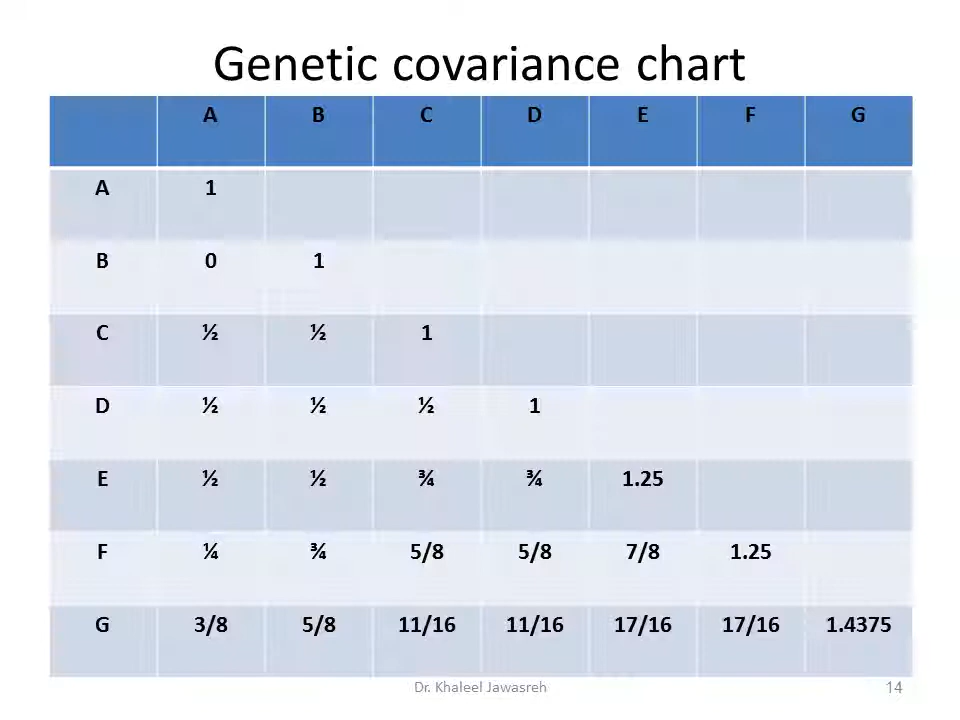 Genetic covariance chart
A B C D E F G
A 1
B 0 1
C ½ ½ 1
D ½ ½ ½ 1
E ½ ½ ¾ ¾ 1.25
F ¼ ¾ 5/8 5/8 7/8 1.25
G 3/8 5/8 11/16 11/16 17/16 17/16 1.4375
Dr. Khaleel Jawasreh 14